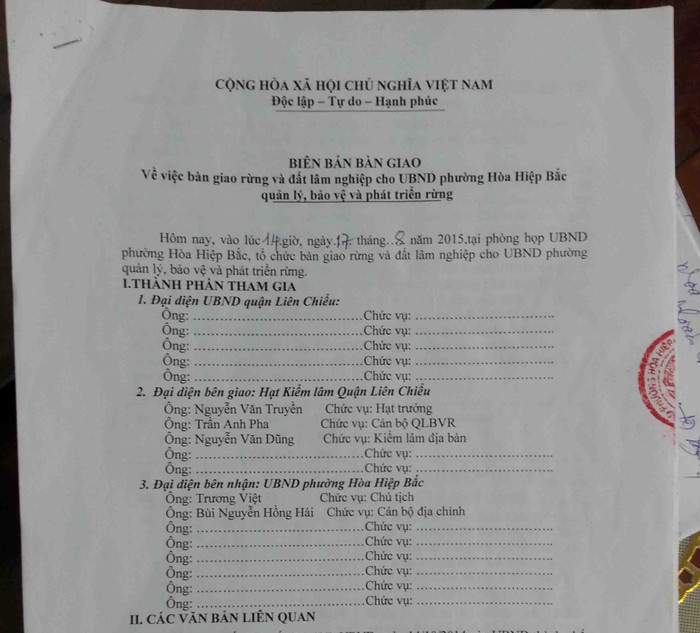 CỘNG HÒA XÃ HỘI CHỦ NGHĨA VIỆT NAM
Độc lập – Tự do – Hạnh phúc
BIÊN BẢN BÀN GIAO
Về việc bàn giao rừng và đất lâm nghiệp cho UBND phường Hòa Hiệp Bắc
quản lý, bảo vệ và phát triển rừng
Hôm nay, vào lúc 14 giờ, ngày 17 tháng..8 năm 2015,tại phòng họp UBND
phường Hòa Hiệp Bắc, tổ chức bàn giao rừng và đất lâm nghiệp cho UBND phường
quản lý, bảo vệ và phát triển rừng.
I.THÀNH PHẦN THAM GIA
1. Đại diện UBND quận Liên Chiểu:
Ông: ........................................Chức vụ: .................................
Ông: ........................................Chức vụ: .................................
Ông: ........................................Chức vụ: .................................
Ông: ........................................Chức vụ: .................................
Ông: ........................................Chức vụ: .................................
2. Đại diện bên giao: Hạt Kiểm lâm Quận Liên Chiểu
Ông: Nguyễn Văn Truyền Chức vụ: Hạt trưởng
Ông: Trần Anh Pha Chức vụ: Cán bộ QLBVR
Ông: Nguyễn Văn Dũng Chức vụ: Kiểm lâm địa bàn
Ông: ........................................Chức vụ: .................................
Ông: ........................................Chức vụ: .................................
3. Đại diện bên nhận: UBND phường Hòa Hiệp Bắc
Ông: Trương Việt Chức vụ: Chủ tịch
Ông: Bùi Nguyễn Hồng Hải Chức vụ: Cán bộ địa chính
Ông: ........................................Chức vụ: .................................
Ông: ........................................Chức vụ: .................................
Ông: ........................................Chức vụ: .................................
Ông: ........................................Chức vụ: .................................
Ông: ........................................Chức vụ: .................................
Ông: ........................................Chức vụ: .................................
II. CÁC VĂN BẢN LIÊN QUAN
PHƯỜNG HÒA HIỆP